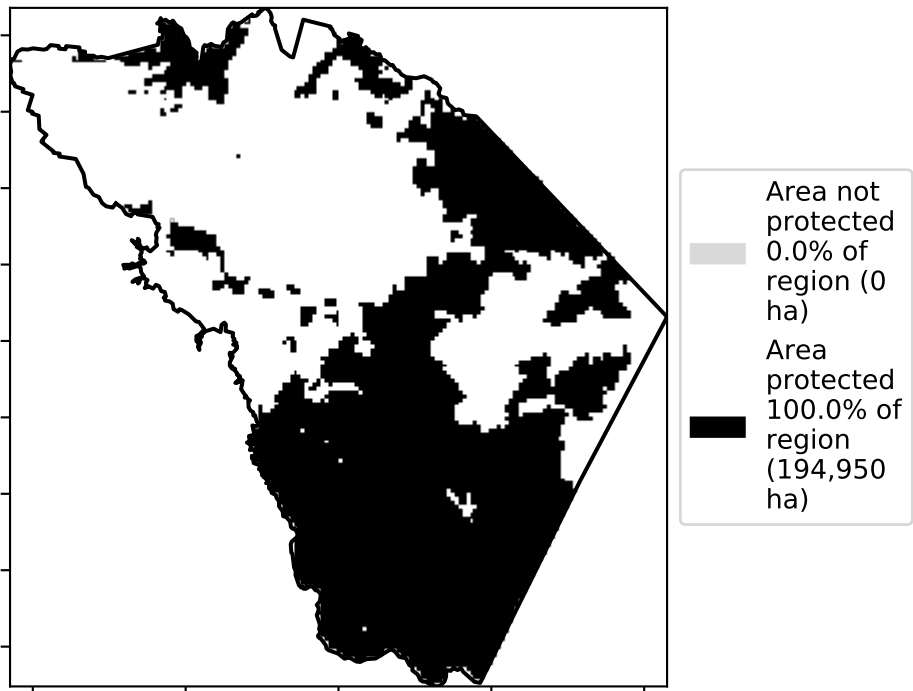 Area not
protected
0.0% of
region (0
ha)
Area
protected
100.0% of
region
(194,950
ha)